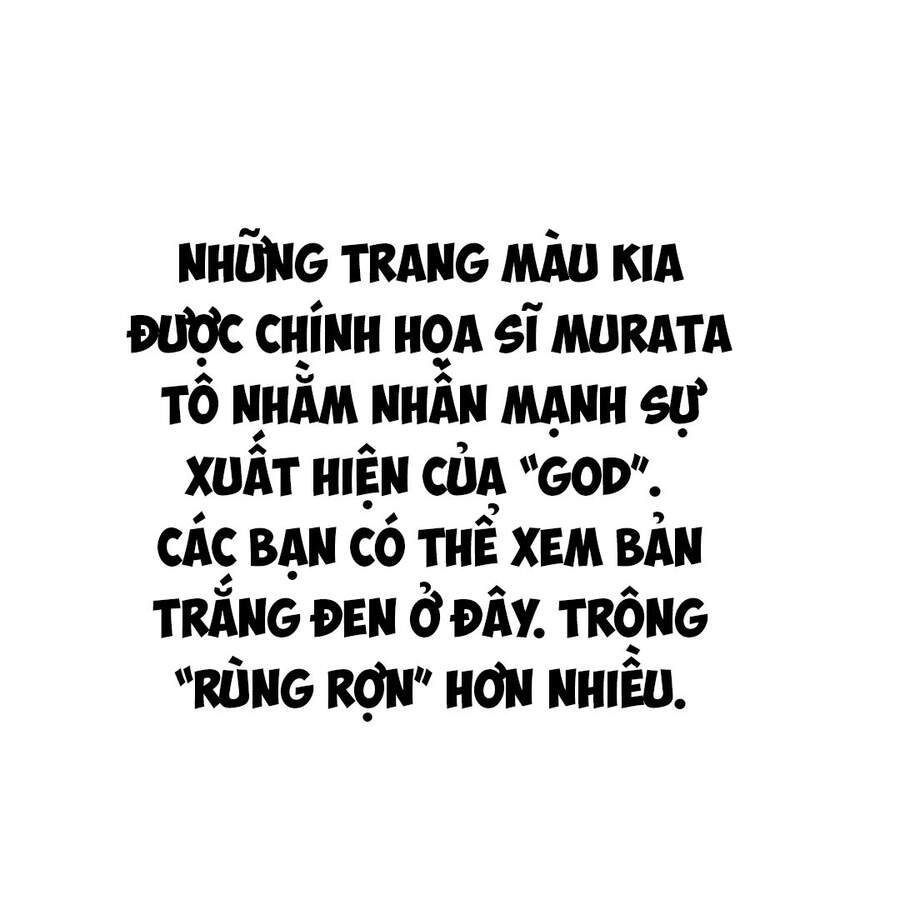 NHỮNG TRANG MÀU KIA
ĐƯỢC CHÍNH HỌA SĨ MURATA
TÔ NHẰM NHẤN MẠNH SỰ
XUẤT HIỆN CỦA "GOD".
CÁC BẠN CÓ THỂ XEM BẢN
TRẮNG ĐEN Ở ĐÂY. TRÔNG
"RÙNG RỢN" HƠN NHIỀU.